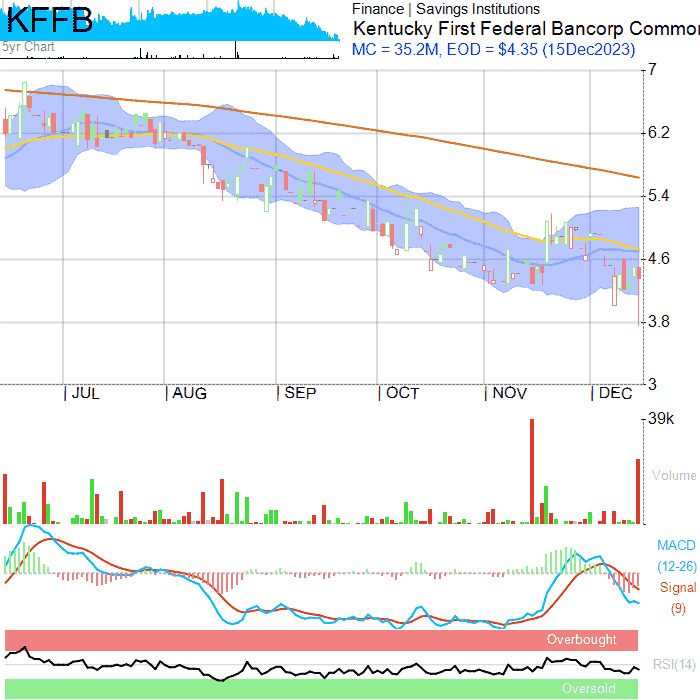 KFFB
5yr Chart
Finance | Savings Institutions
Kentucky First Federal Bancorp Common
MC = 35.2M, EOD = $4.35 (15Dec2023)
7
6.2
5.4
4.6
3.8
3
JUL AUG SEP OCT NOV DEC
39k
Volume
MACD
(12-26)
Signal
(9)
Overbought
RSI(14)
Oversold